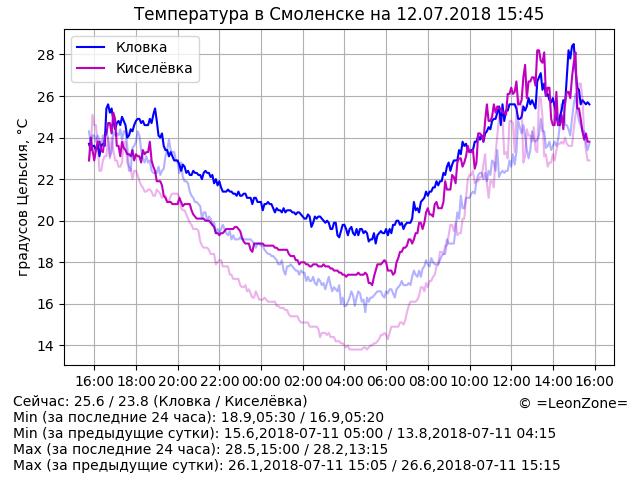 Температура в Смоленске на 12.07.2018 15:45
Кловка
Киселёвка
градусов Цельсия, °C
28
26
24
22
20
18
16
14
16:00 18:00 20:00 22:00 00:00 02:00 04:00 06:00 08:00 10:00 12:00 14:00 16:00
Сейчас: 25.6 / 23.8 (Кловка / Киселёвка)
© =LeonZone=
Min (за последние 24 часа): 18.9,05:30 / 16.9,05:20
Min (за предыдущие сутки): 15.6,2018-07-11 05:00 / 13.8,2018-07-11 04:15
Max (за последние 24 часа): 28.5,15:00 / 28.2,13:15
Max (за предыдущие сутки): 26.1,2018-07-11 15:05 / 26.6,2018-07-11 15:15